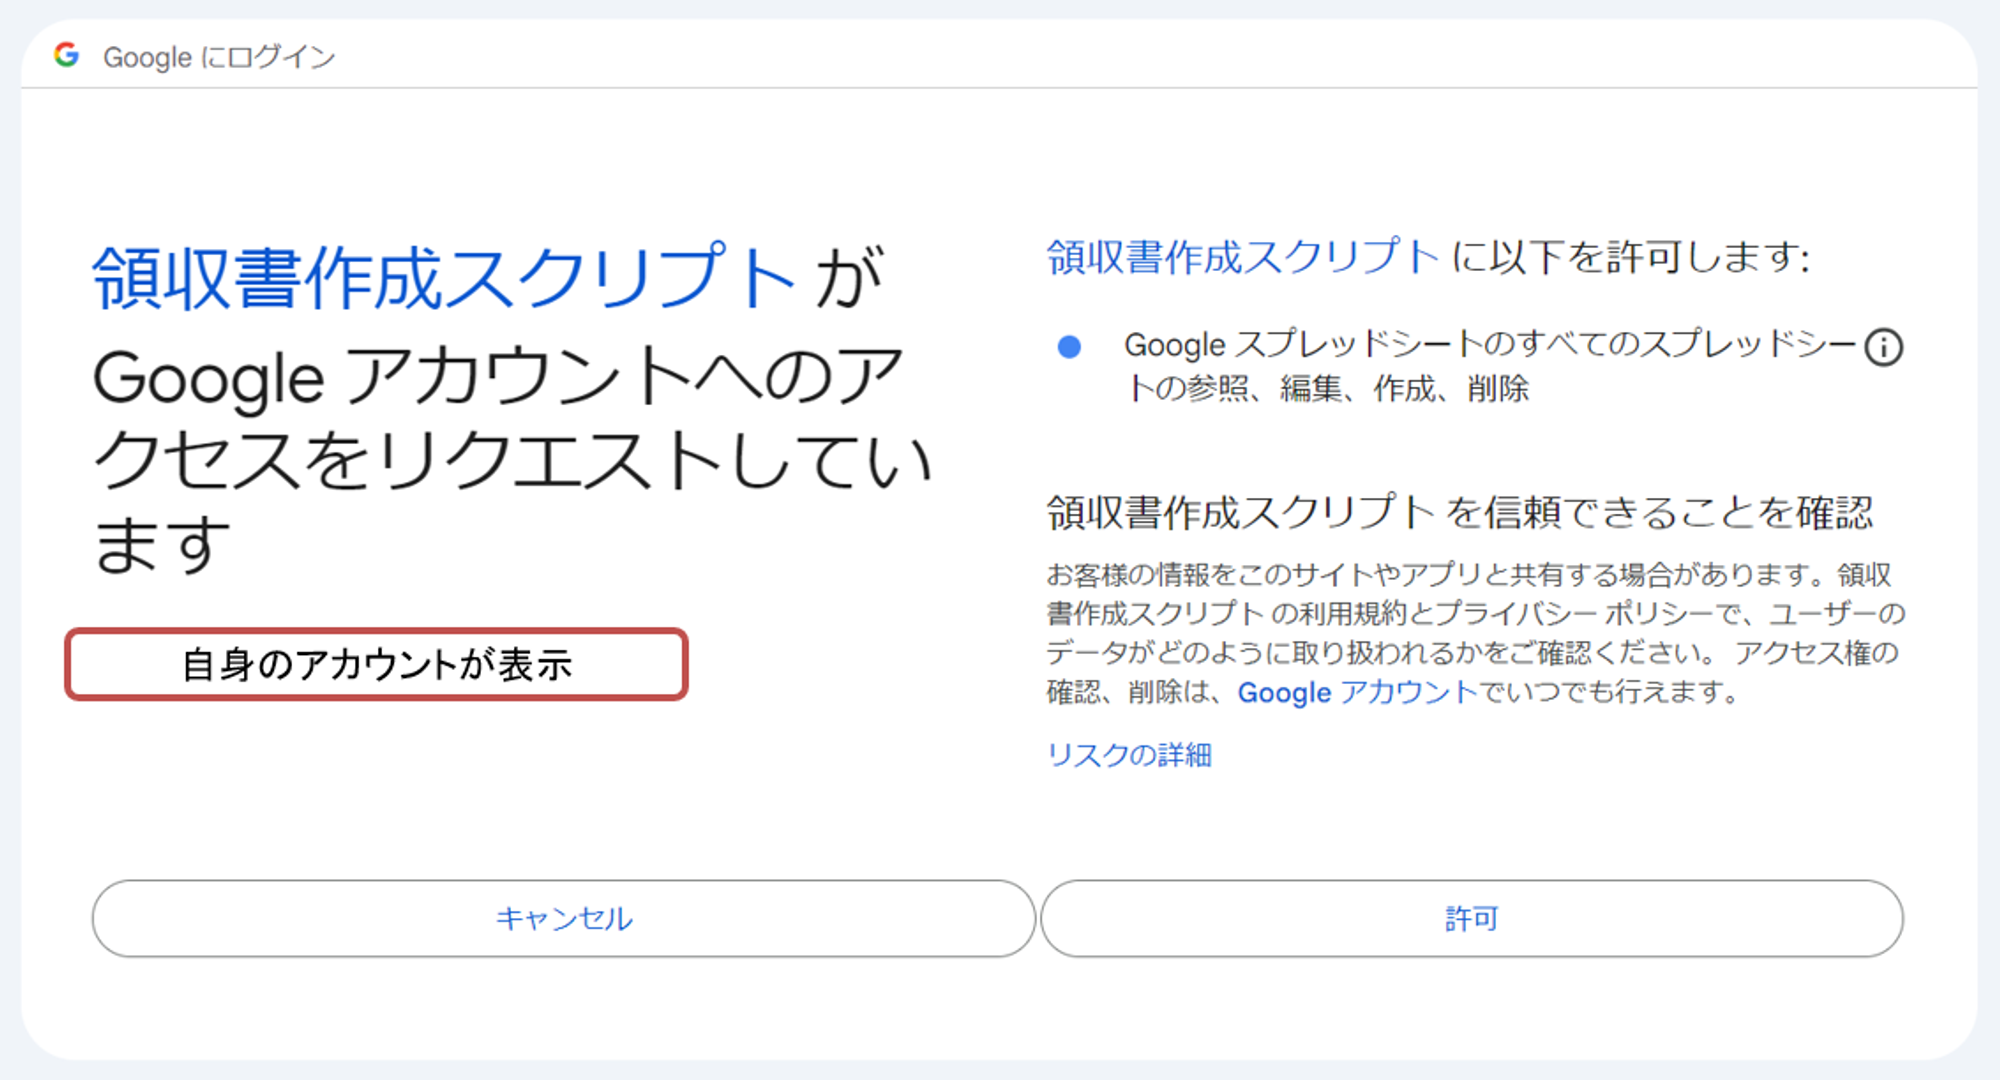 Google にログイン
領収書作成スクリプト が
Google アカウントへのア
クセスをリクエストしてい
ます
自身のアカウントが表示
領収書作成スクリプト に以下を許可します:
Google スプレッドシートのすべてのスプレッドシー
トの参照、編集、作成、削除
領収書作成スクリプト を信頼できることを確認
お客様の情報をこのサイトやアプリと共有する場合があります。領収
書作成スクリプト の利用規約とプライバシー ポリシーで、ユーザーの
データがどのように取り扱われるかをご確認ください。 アクセス権の
確認、削除は、Google アカウントでいつでも行えます。
リスクの詳細
キャンセル
許可